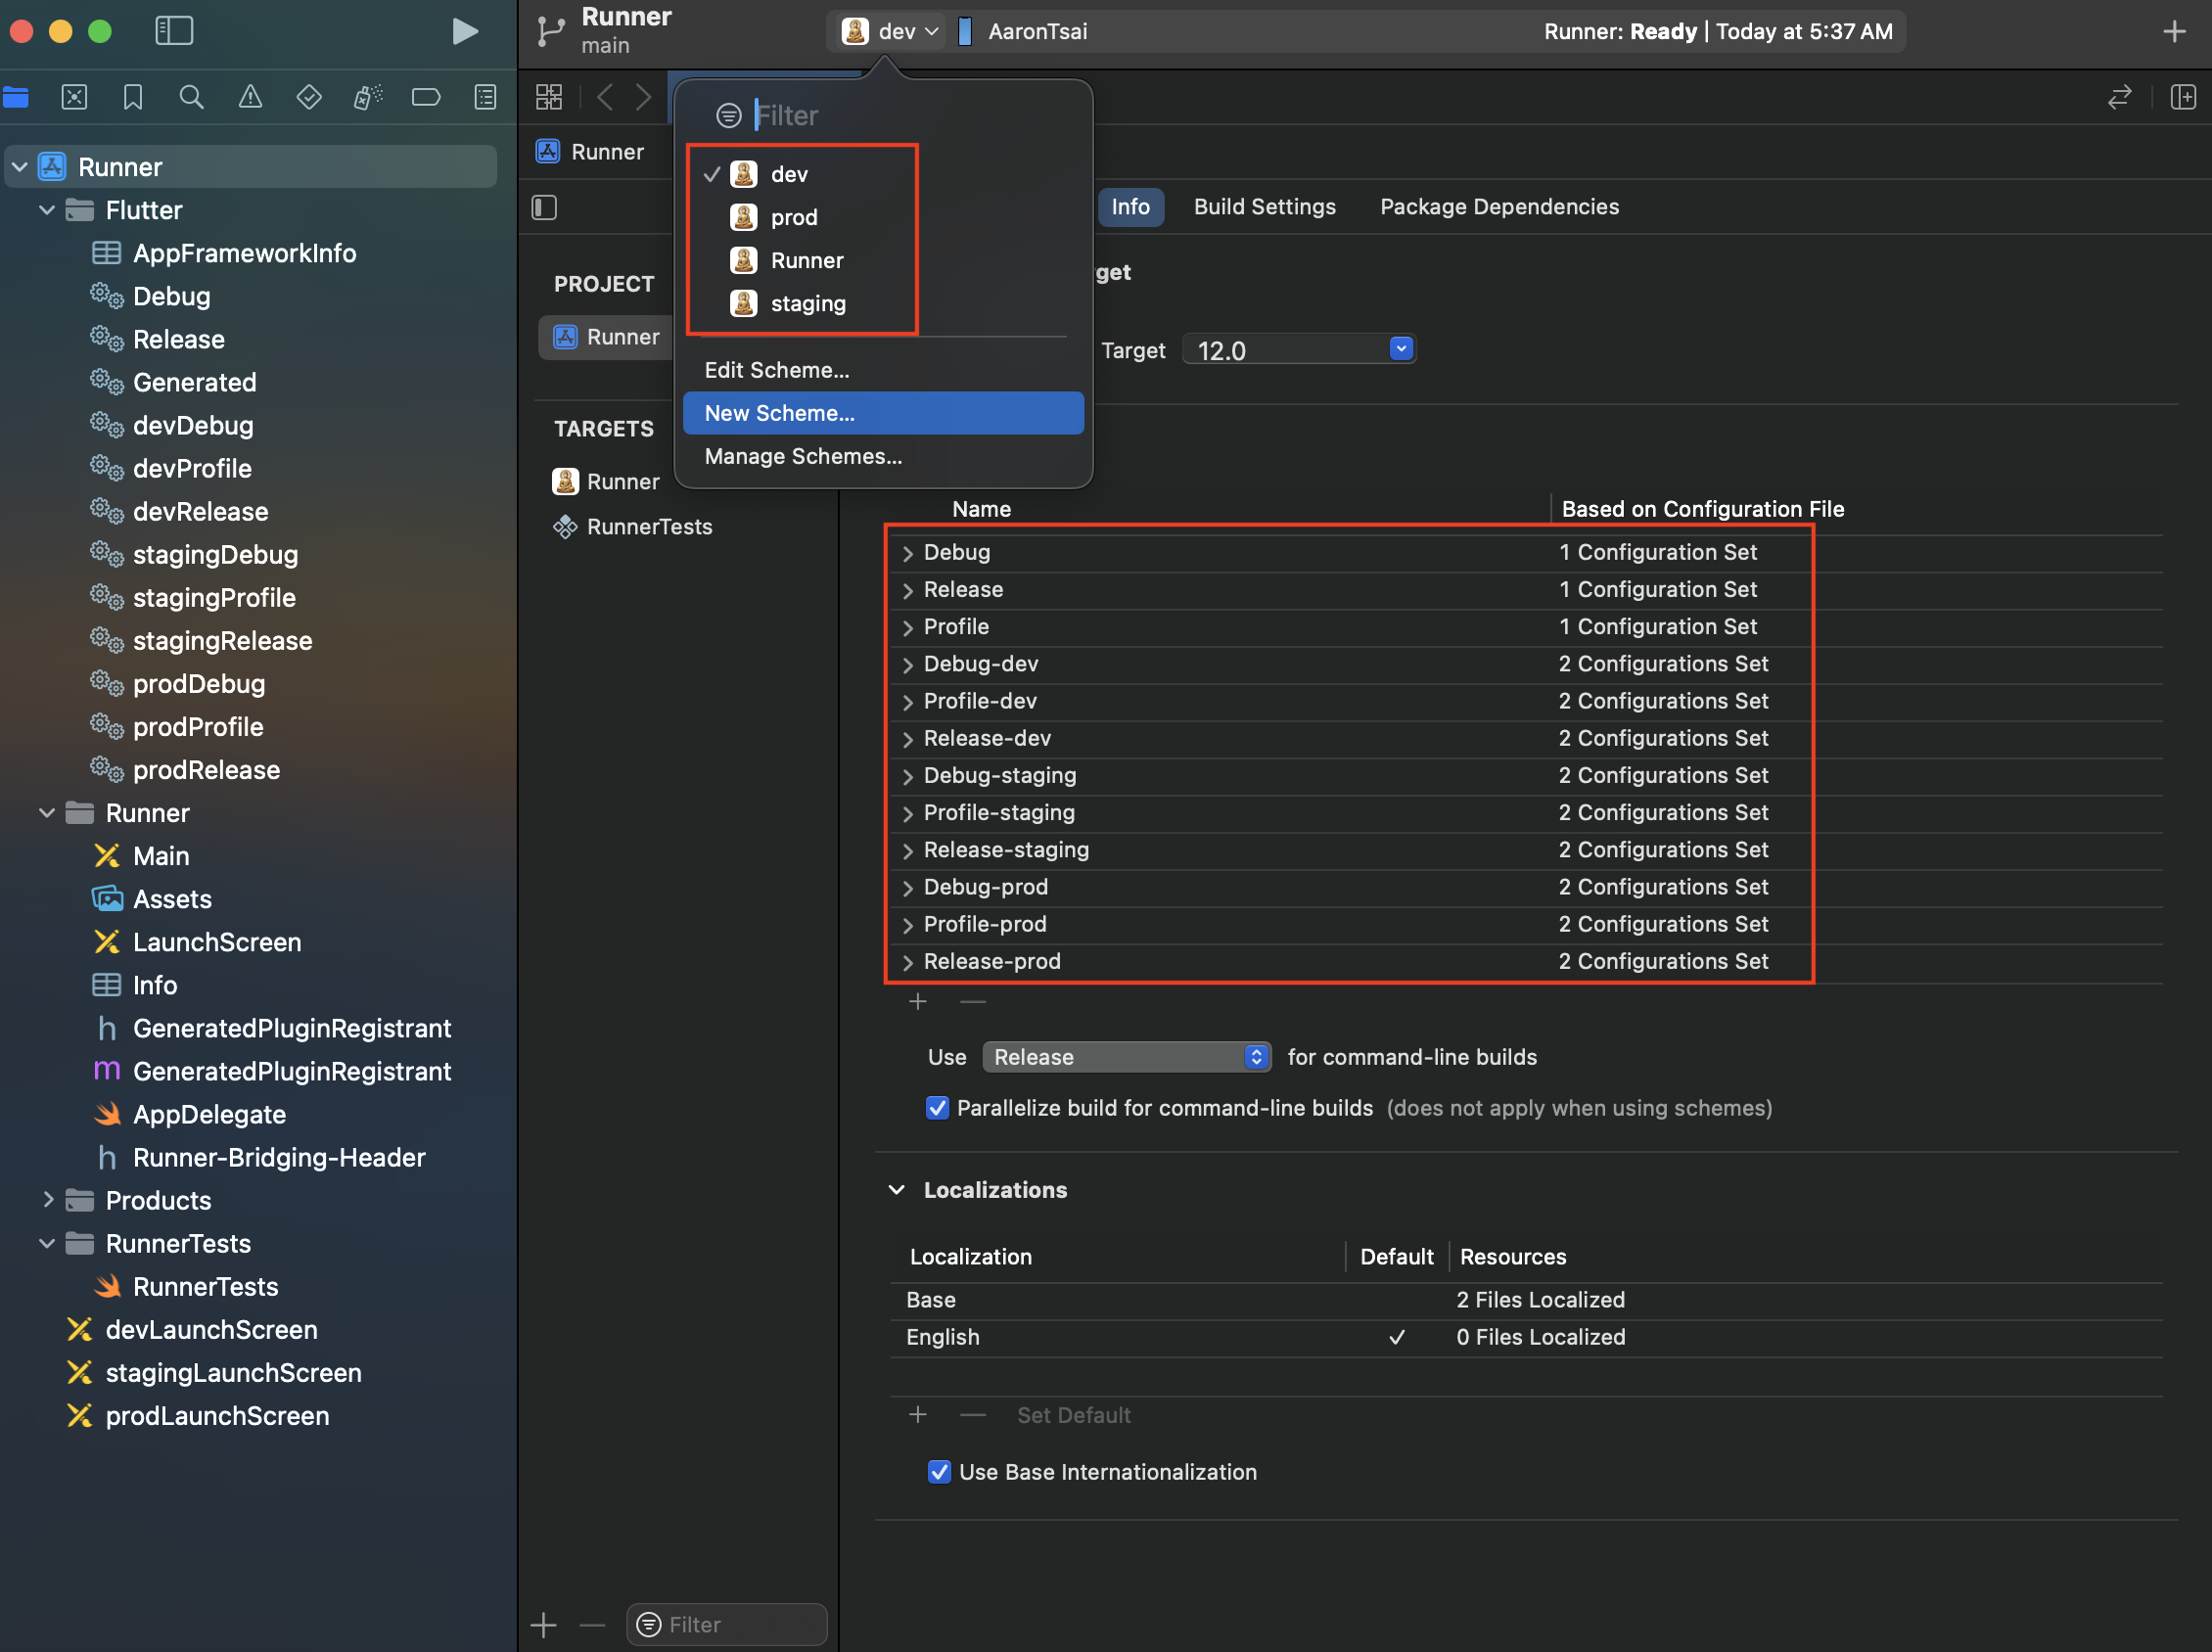 Runner
main
dev
AaronTsai
Runner: Ready | Today at 5:37 AM
Filter
dev
prod
Runner
staging
Edit Scheme...
New Scheme...
Manage Schemes...
Runner
Flutter
AppFrameworkInfo
Debug
Release
Generated
devDebug
devProfile
devRelease
stagingDebug
stagingProfile
stagingRelease
prodDebug
prodProfile
prodRelease
Runner
Main
Assets
LaunchScreen
Info
GeneratedPluginRegistrant
GeneratedPluginRegistrant
AppDelegate
Runner-Bridging-Header
Products
RunnerTests
RunnerTests
devLaunchScreen
stagingLaunchScreen
prodLaunchScreen
Runner
PROJECT
Runner
TARGETS
Runner
RunnerTests
Filter
Info Build Settings Package Dependencies
get
Target 12.0
Name Based on Configuration File
Debug 1 Configuration Set
Release 1 Configuration Set
Profile 1 Configuration Set
Debug-dev 2 Configurations Set
Profile-dev 2 Configurations Set
Release-dev 2 Configurations Set
Debug-staging 2 Configurations Set
Profile-staging 2 Configurations Set
Release-staging 2 Configurations Set
Debug-prod 2 Configurations Set
Profile-prod 2 Configurations Set
Release-prod 2 Configurations Set
Use Release for command-line builds
Parallelize build for command-line builds (does not apply when using schemes)
Localizations
Localization Default Resources
Base 2 Files Localized
English 0 Files Localized
Set Default
Use Base Internationalization